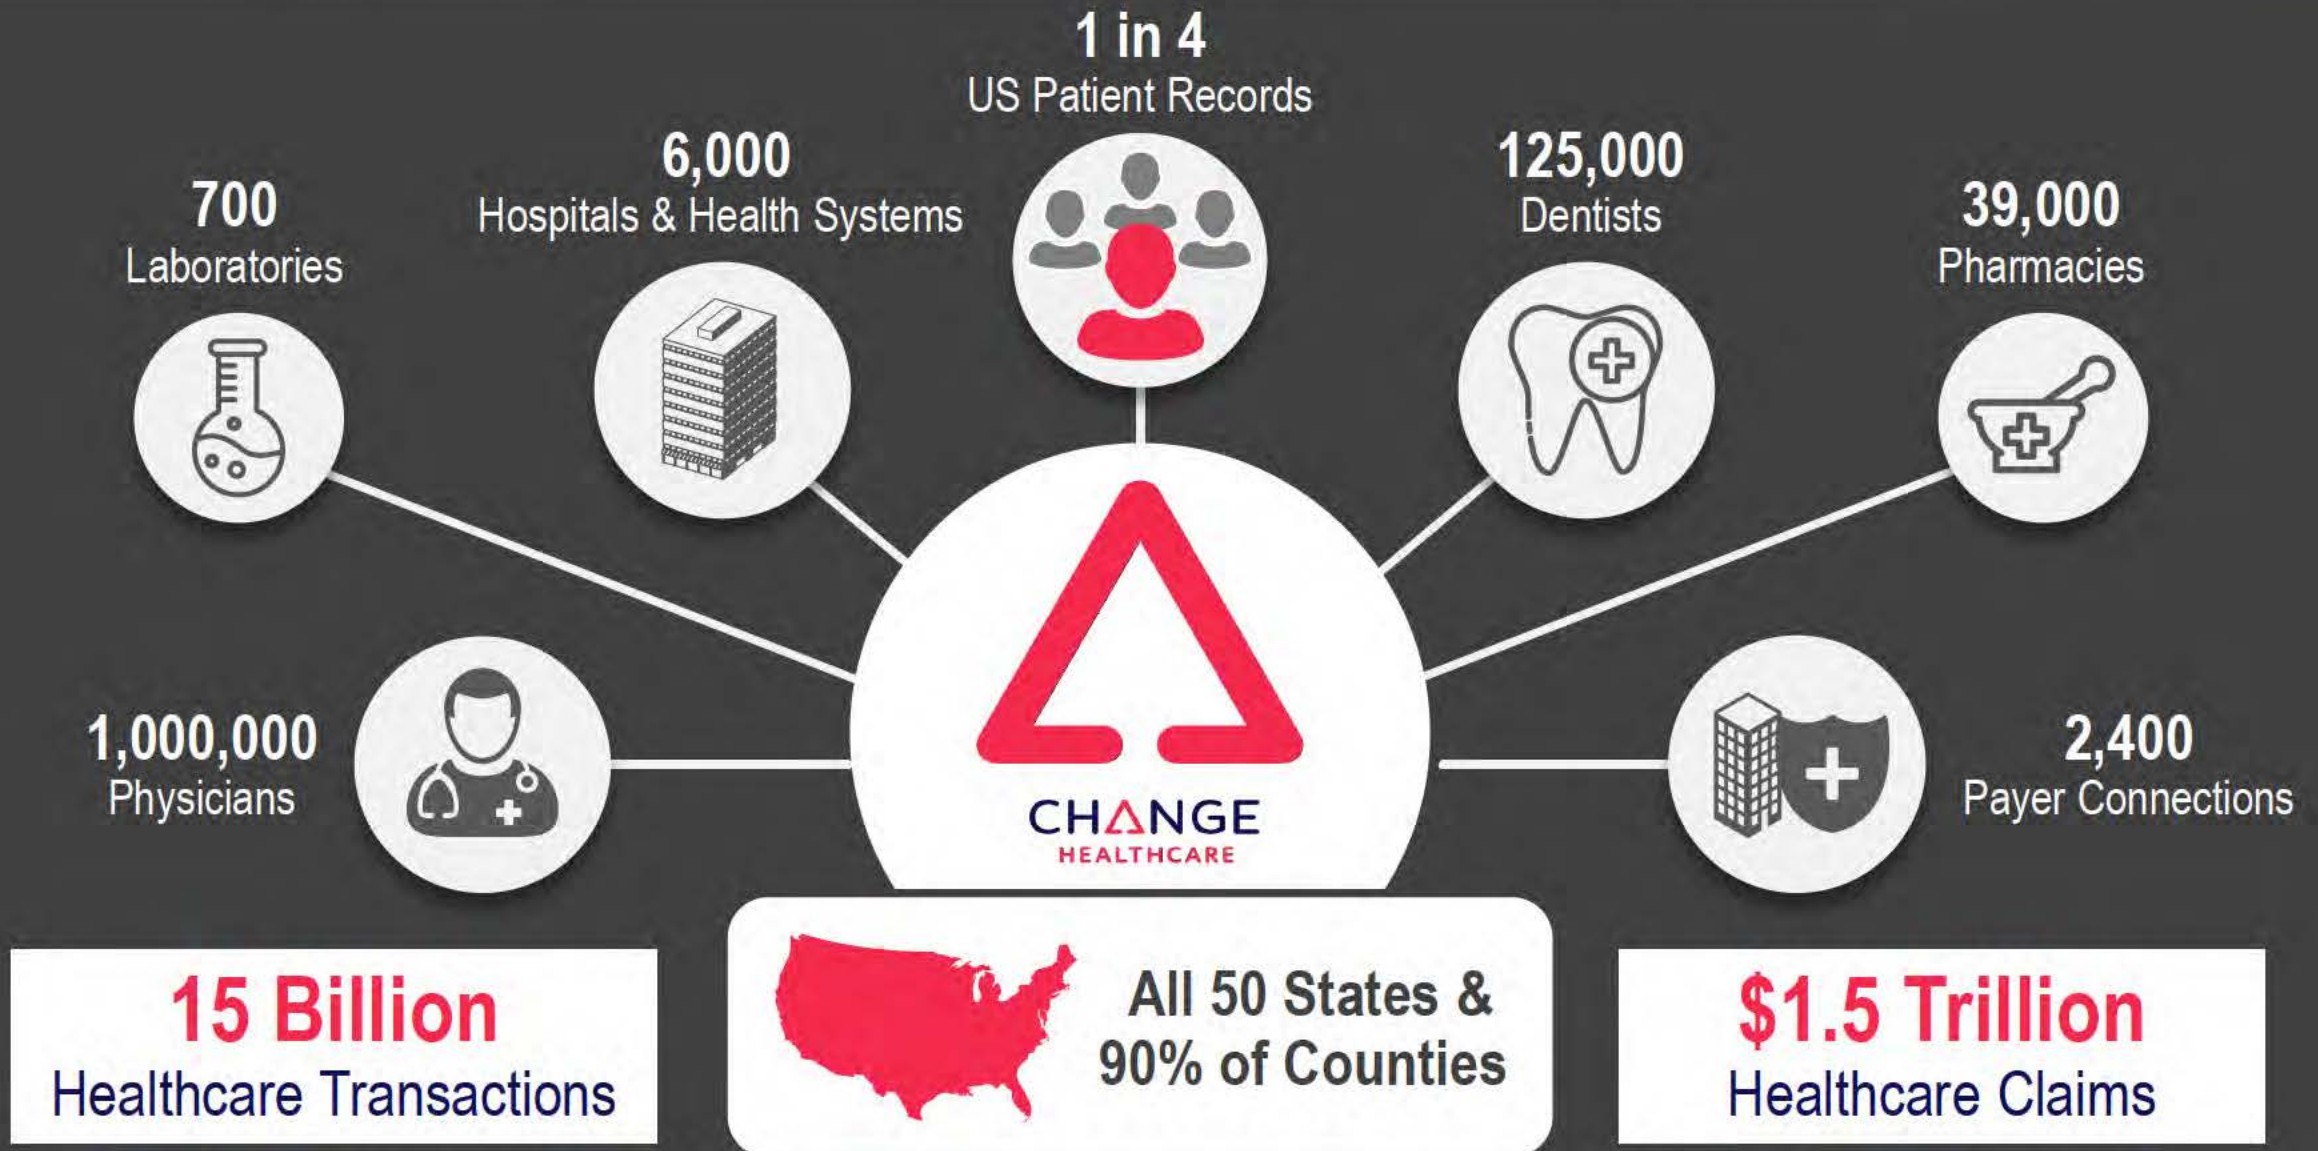 1 in 4
US Patient Records
6,000
Hospitals & Health Systems
125,000
Dentists
700
Laboratories
39,000
Pharmacies
1,000,000
Physicians
2,400
Payer Connections
CHANGE
HEALTHCARE
15 Billion
Healthcare Transactions
All 50 States &
90% of Counties
$1.5 Trillion
Healthcare Claims